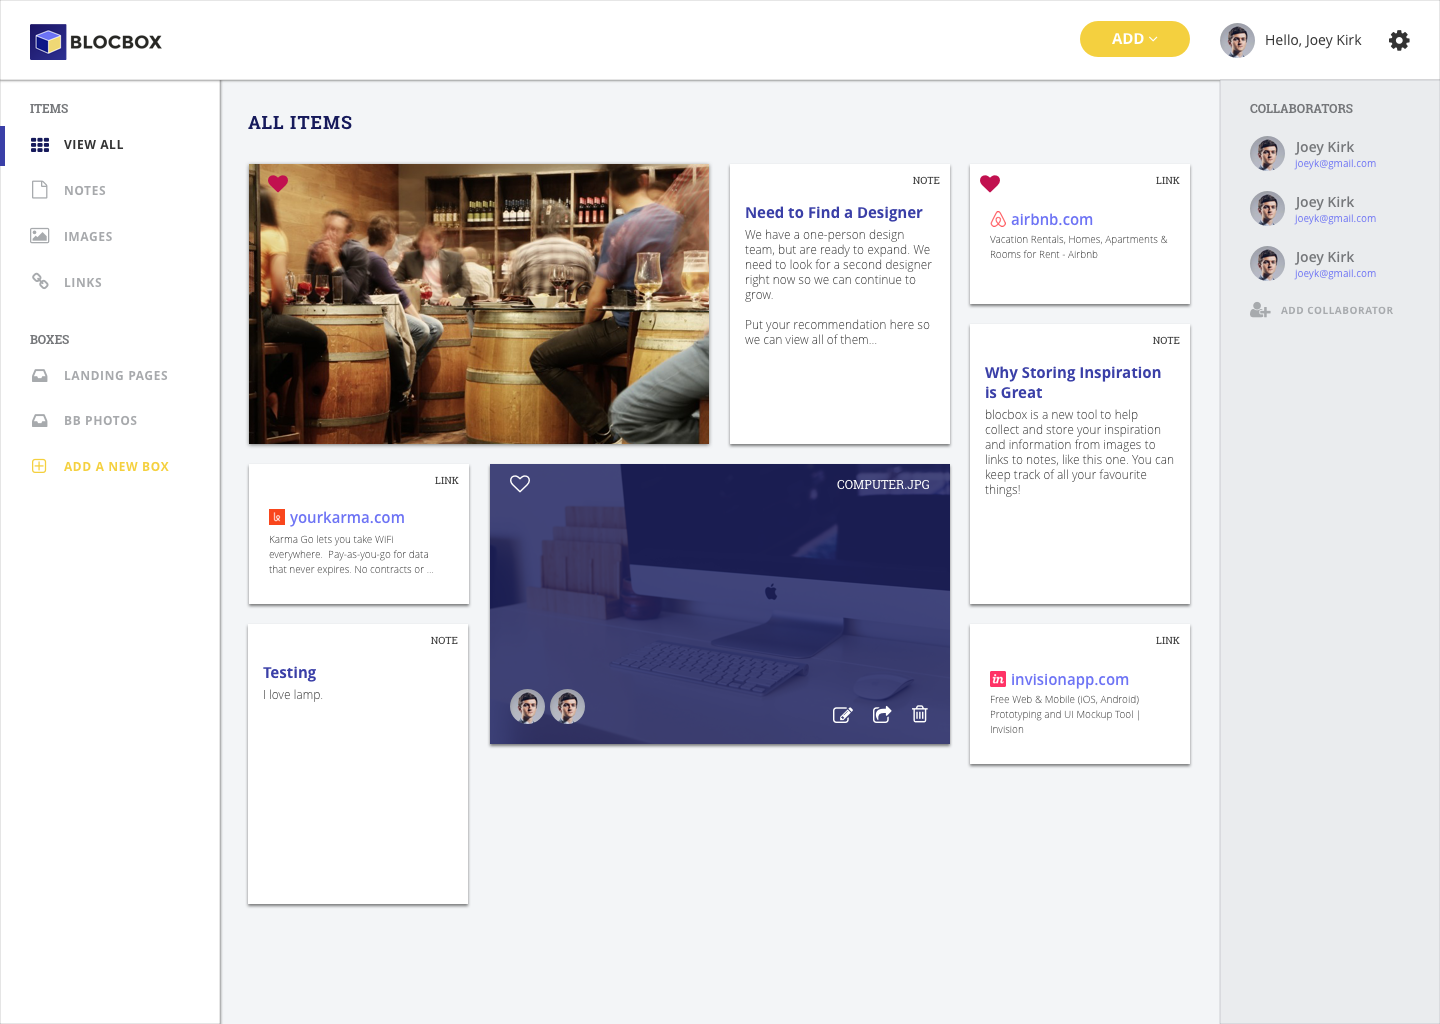 BLOCBOX
ADD
Hello, Joey Kirk
ITEMS
VIEW ALL
NOTES
IMAGES
LINKS
BOXES
LANDING PAGES
BB PHOTOS
ADD A NEW BOX
ALL ITEMS
NOTE
Need to Find a Designer
We have a one-person design
team, but are ready to expand. We
need to look for a second designer
right now so we can continue to
grow.
Put your recommendation here so
we can view all of them...
LINK
airbnb.com
Vacation Rentals, Homes, Apartments &
Rooms for Rent - Airbnb
NOTE
Why Storing Inspiration
is Great
blocbox is a new tool to help
collect and store your inspiration
and information from images to
links to notes, like this one. You can
keep track of all your favourite
things!
LINK
yourkarma.com
Karma Go lets you take WiFi
everywhere. Pay-as-you-go for data
that never expires. No contracts or ...
COMPUTER.JPG
NOTE
Testing
I love lamp.
LINK
in invisionapp.com
Free Web & Mobile (iOS, Android)
Prototyping and UI Mockup Tool |
Invision
COLLABORATORS
Joey Kirk
joeyk@gmail.com
Joey Kirk
joeyk@gmail.com
Joey Kirk
joeyk@gmail.com
ADD COLLABORATOR